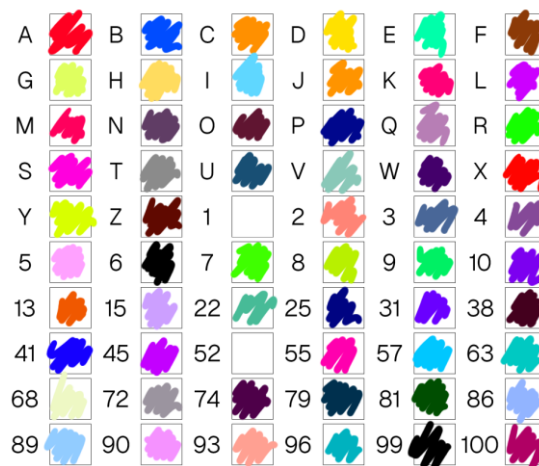 A B C D E F
G H I J K L
M N O P Q R
S T U V W X
Y Z 1 2 3 4
5 6 7 8 9 10
13 15 22 25 31 38
41 45 52 55 57 63
68 72 74 79 81 86
89 90 93 96 99 100